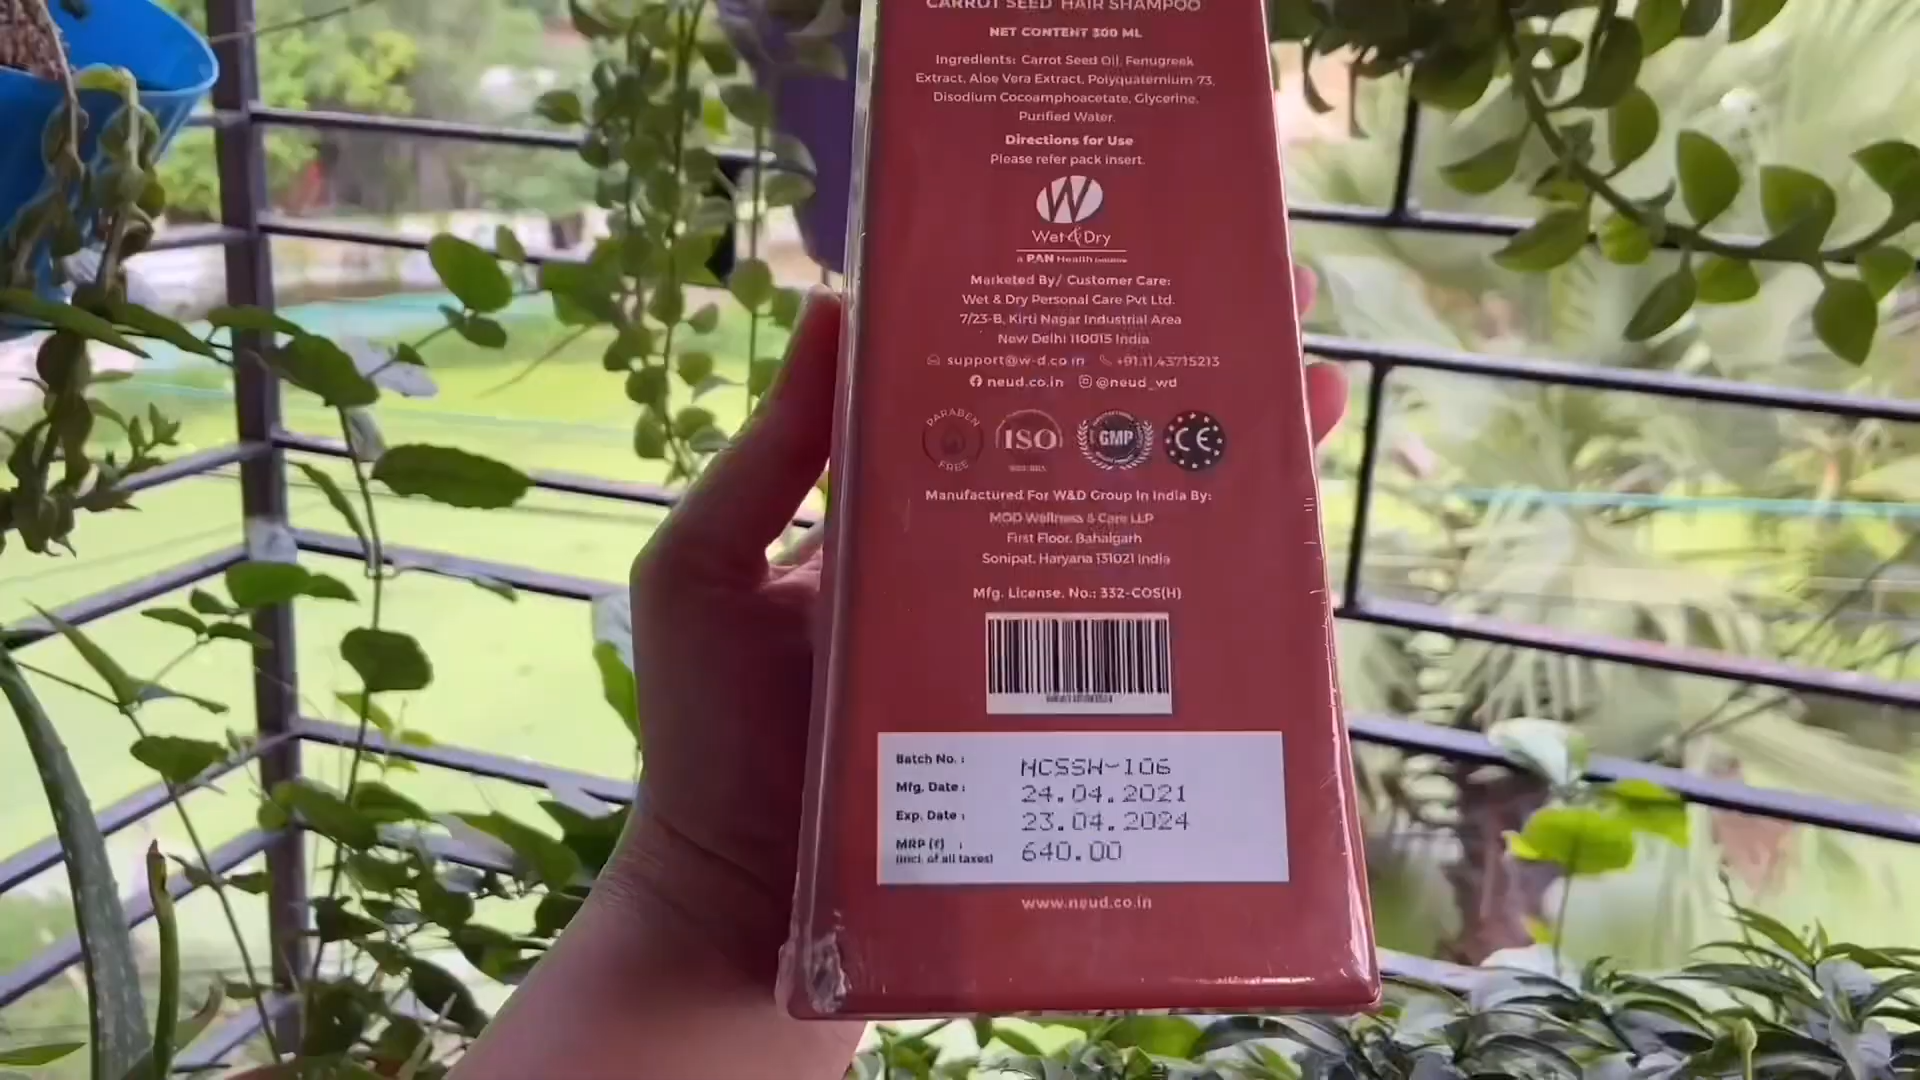 CARROT SEED HAIR SHAMPOO
NET CONTENT 300 ML
Ingredients: Carrot Seed Oil, Fenugreek
Extract, Aloe Vera Extract, Polyquaternium 73,
Disodium Cocoamphoacetate, Glycerine,
Purified Water.
Directions for Use
Please refer pack insert.
W
Wet & Dry
a PAN Health
Marketed By/ Customer Care:
Wet & Dry Personal Care Pvt Ltd.
7/23-B, Kirti Nagar Industrial Area
New Delhi 110015 India
support@w-d.co.in +91.11.43715213
neud.co.in @neud_wd
PARABEN FREE ISO GMP CE
Manufactured For W&D Group In India By:
MOD Wellness & Care LLP
First Floor, Bahalgarh
Sonipat, Haryana 131021 India
Mfg. License. No.: 332-COS(H)
Batch No. : NCSSW-106
Mfg. Date : 24.04.2021
Exp. Date : 23.04.2024
MRP (₹) : 640.00
(incl. of all taxes)
www.neud.co.in